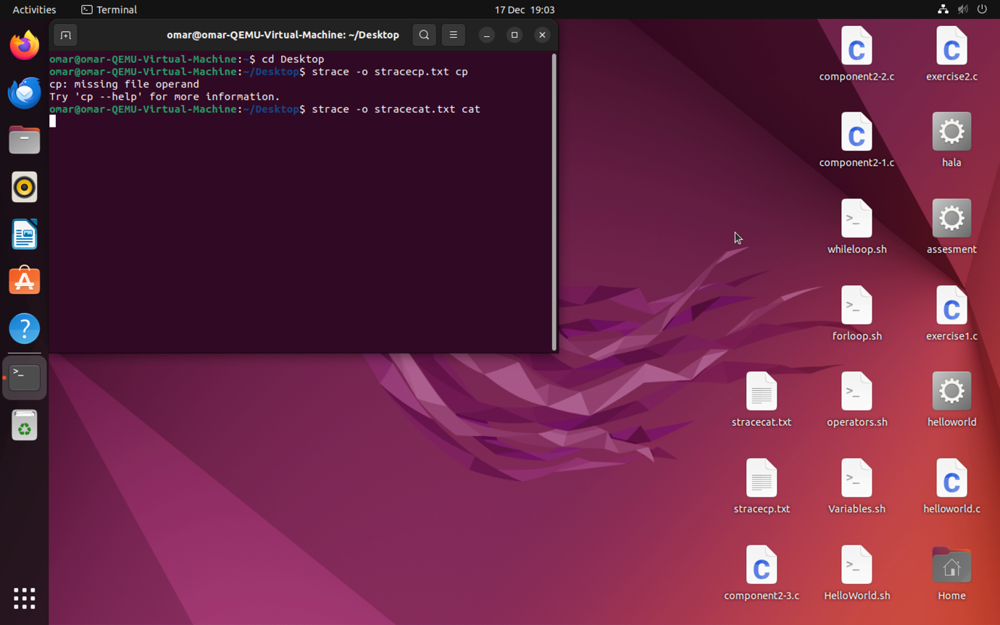 Activities
Terminal
17 Dec 19:03
omar@omar-QEMU-Virtual-Machine: ~/Desktop
omar@omar-QEMU-Virtual-Machine:~$ cd Desktop
omar@omar-QEMU-Virtual-Machine:~/Desktop$ strace -o stracecp.txt cp
cp: missing file operand
Try 'cp --help' for more information.
omar@omar-QEMU-Virtual-Machine:~/Desktop$ strace -o stracecat.txt cat
component2-2.c
exercise2.c
component2-1.c
hala
whileloop.sh
assesment
forloop.sh
exercise1.c
stracecat.txt
operators.sh
helloworld
stracecp.txt
Variables.sh
helloworld.c
component2-3.c
HelloWorld.sh
Home